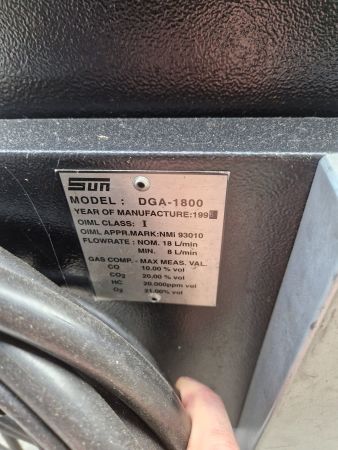 Sun
MODEL : DGA-1800
YEAR OF MANUFACTURE:199
OIML CLASS: I
OIML APPR.MARK:NMi 93010
FLOWRATE : NOM. 18 L/min
MIN. 8 L/min
GAS COMP. - MAX MEAS. VAL.
CO 10.00 % vol
CO2 20.00 % vol
HC 20.000ppm vol
O2 21.00% vol